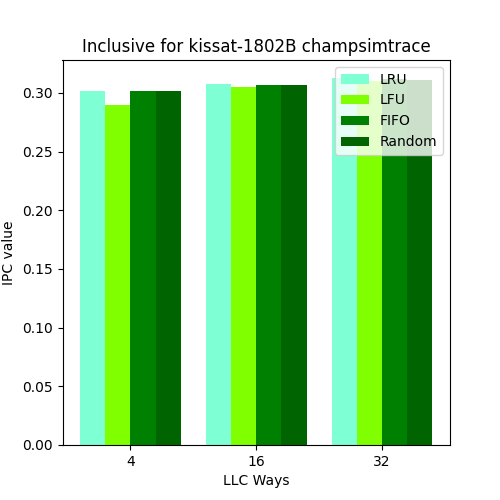 Inclusive for kissat-1802B champsimtrace
LRU
LFU
FIFO
Random
0.30
0.25
0.20
0.15
0.10
0.05
0.00
IPC value
4 16 32
LLC Ways